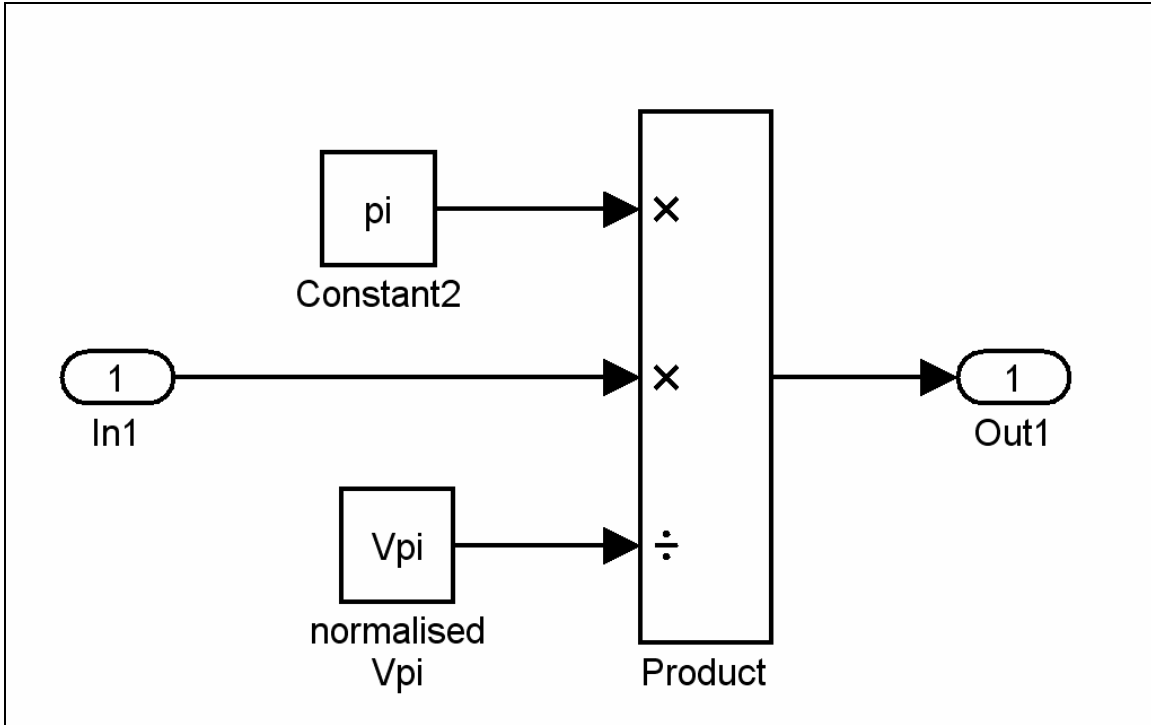 pi
×
Constant2
1
×
1
In1
Out1
Vpi
÷
normalised
Vpi
Product